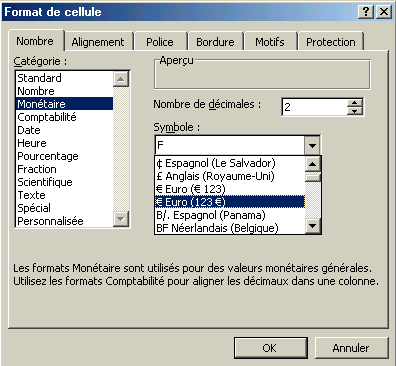 Format de cellule
Nombre Alignement Police Bordure Motifs Protection
Catégorie :
Standard
Nombre
Monétaire
Comptabilité
Date
Heure
Pourcentage
Fraction
Scientifique
Texte
Spécial
Personnalisée
Aperçu
Nombre de décimales : 2
Symbole :
F
₡ Espagnol (Le Salvador)
£ Anglais (Royaume-Uni)
€ Euro (€ 123)
€ Euro (123 €)
B/. Espagnol (Panama)
BF Néerlandais (Belgique)
Les formats Monétaire sont utilisés pour des valeurs monétaires générales.
Utilisez les formats Comptabilité pour aligner les décimaux dans une colonne.
OK Annuler